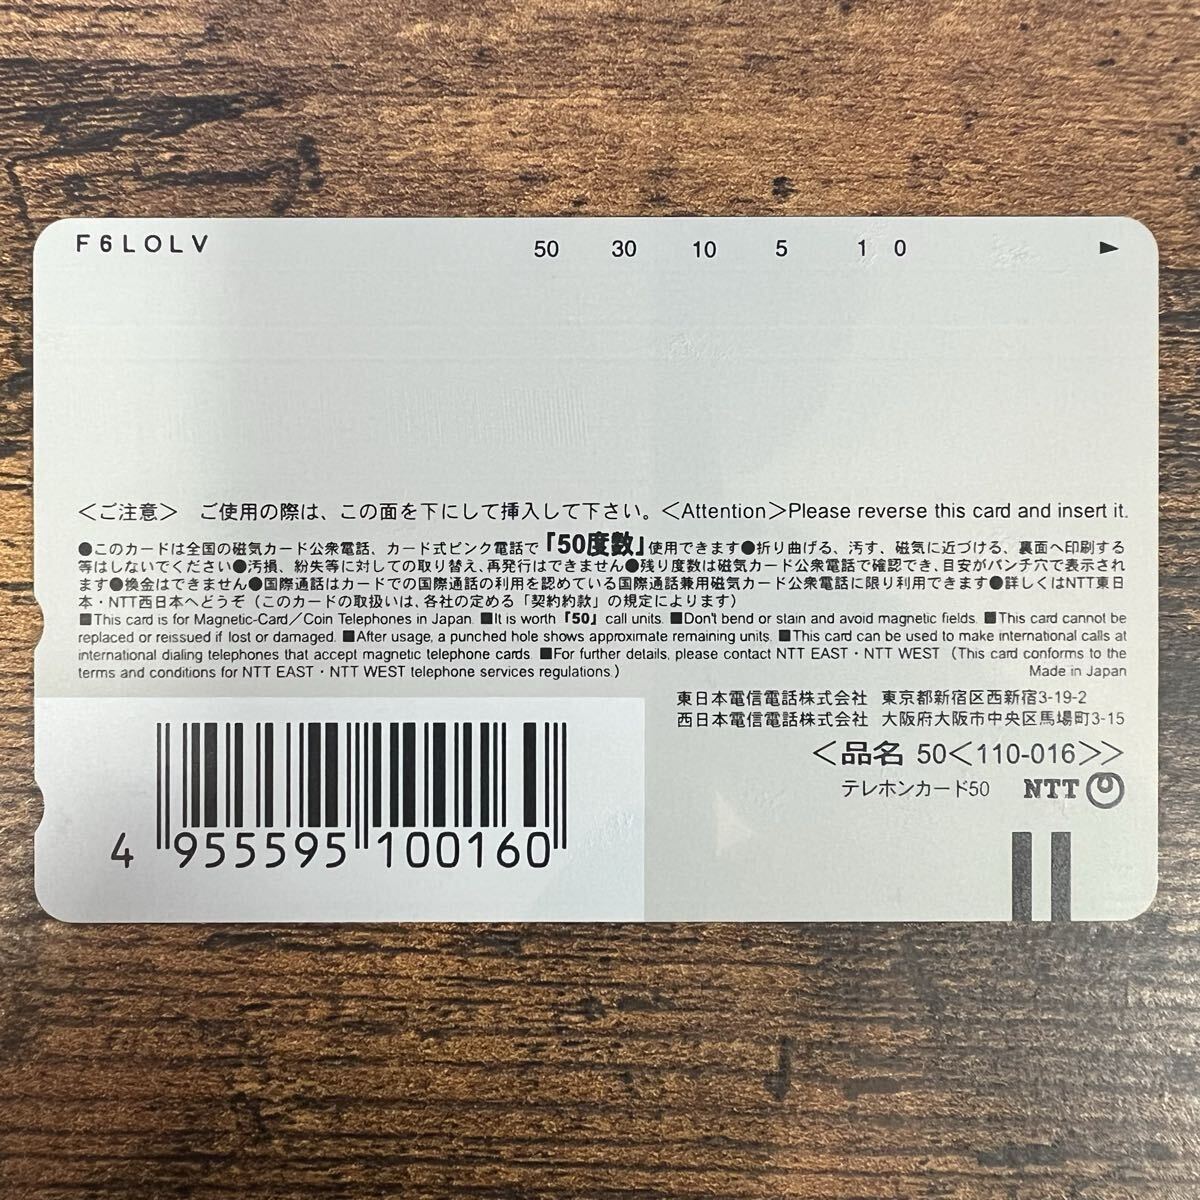 F6LOLV 50 30 10 5 1 0 ▶
＜ご注意＞ ご使用の際は、この面を下にして挿入して下さい。＜Attention＞Please reverse this card and insert it.
●このカードは全国の磁気カード公衆電話、カード式ピンク電話で「50度数」使用できます●折り曲げる、汚す、磁気に近づける、裏面へ印刷する
等はしないでください●汚損、紛失等に対しての取り替え、再発行はできません●残り度数は磁気カード公衆電話で確認でき、目安がパンチ穴で表示されま
す●換金はできません●国際通話はカードでの国際通話の利用を認めている国際通話兼用磁気カード公衆電話に限り利用できます●詳しくはNTT東日
本・NTT西日本へどうぞ（このカードの取扱いは、各社の定める「契約約款」の規定によります）
■This card is for Magnetic-Card／Coin Telephones in Japan. ■It is worth「50」call units. ■Don't bend or stain and avoid magnetic fields. ■This card cannot be
replaced or reissued if lost or damaged. ■After usage, a punched hole shows approximate remaining units. ■This card can be used to make international calls at
international dialing telephones that accept magnetic telephone cards. ■For further details, please contact NTT EAST・NTT WEST (This card conforms to the
terms and conditions for NTT EAST・NTT WEST telephone services regulations.) Made in Japan
東日本電信電話株式会社 東京都新宿区西新宿3-19-2
西日本電信電話株式会社 大阪府大阪市中央区馬場町3-15
＜品名 50＜110-016＞＞
テレホンカード50 NTT
4 955595 100160